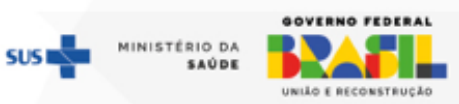 SUS
MINISTÉRIO DA
SAÚDE
GOVERNO FEDERAL
BRASIL
UNIÃO E RECONSTRUÇÃO